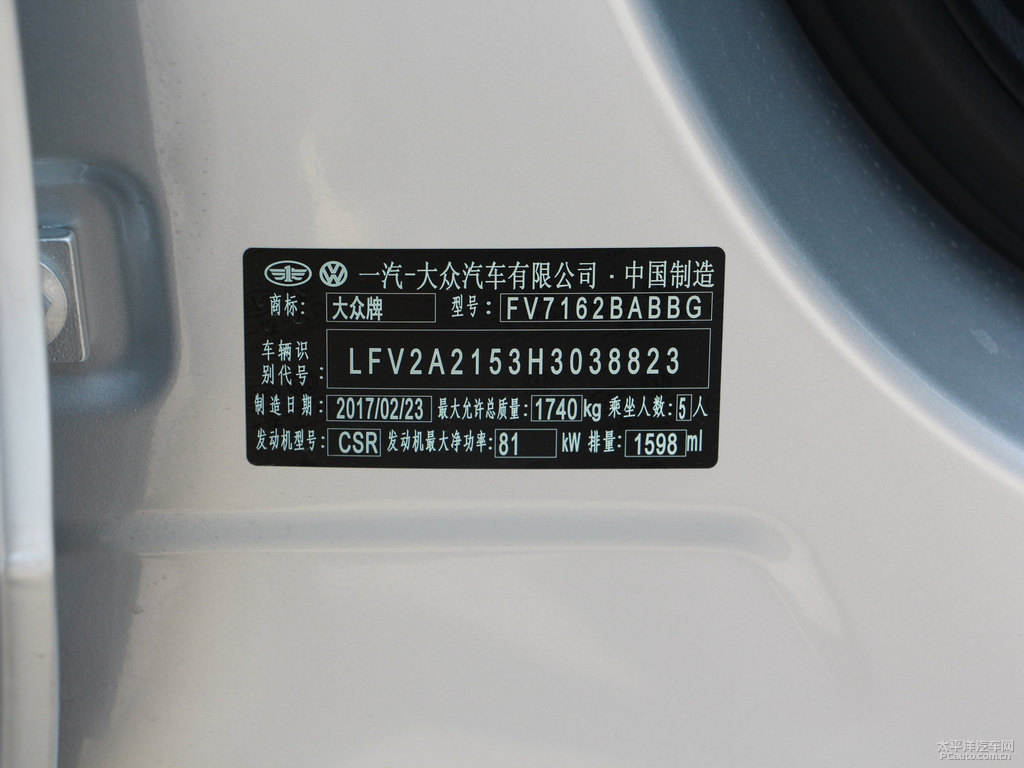 一汽-大众汽车有限公司·中国制造
商标: 大众牌 型号: FV7162BABBG
车辆识别代号: LFV2A2153H3038823
制造日期: 2017/02/23 最大允许总质量: 1740 kg 乘坐人数: 5 人
发动机型号: CSR 发动机最大净功率: 81 kW 排量: 1598 ml
太平洋汽车网
PCauto.com.cn